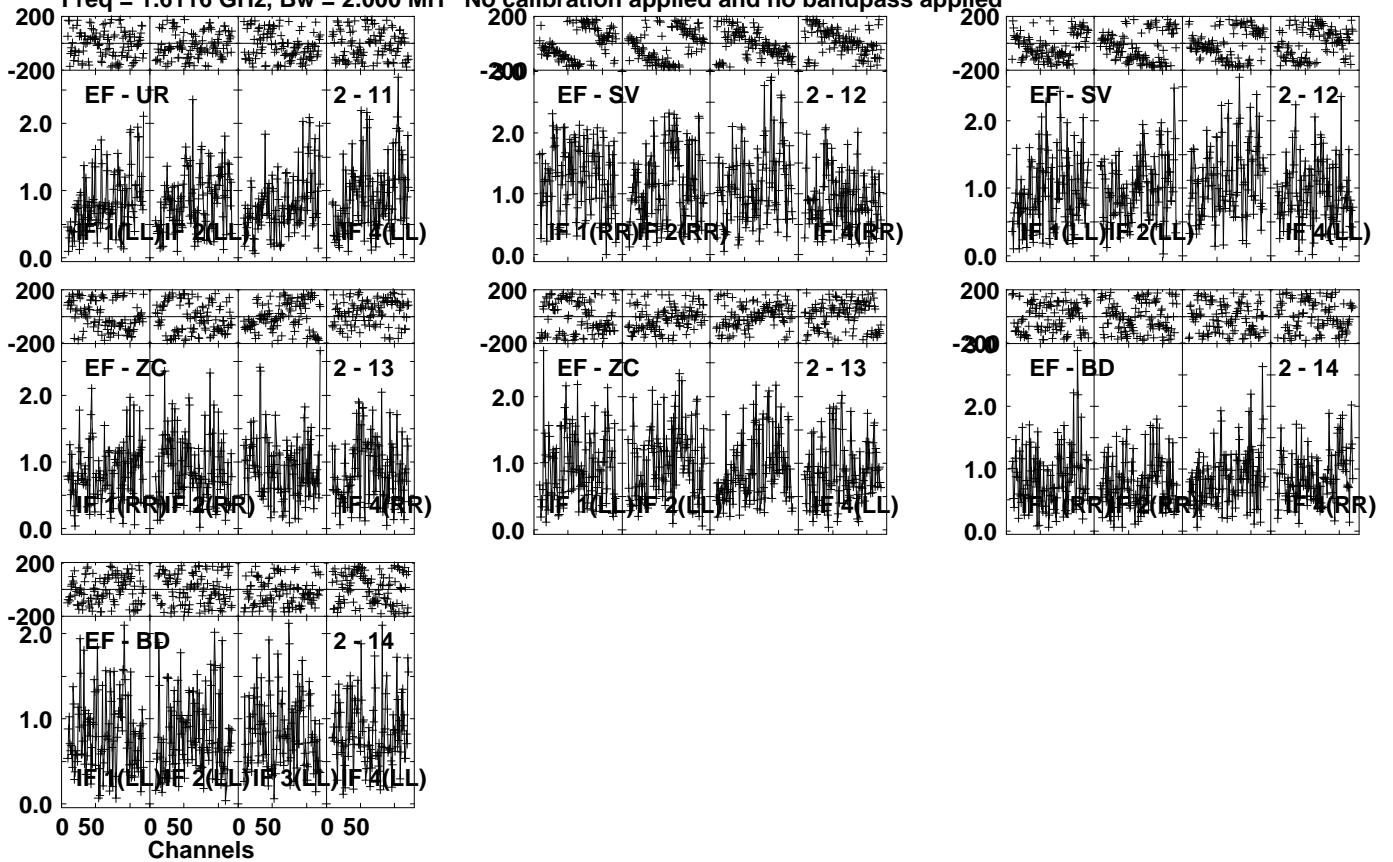 Freq = 1.6116 GHz, Bw = 2.000 MH No calibration applied and no bandpass applied
200
-200
EF - UR 2 - 11
2.0
1.0
IF 1(LL) IF 2(LL) IF 4(LL)
0.0
200
-200
3.0
EF - SV 2 - 12
2.0
1.0
IF 1(RR) IF 2(RR) IF 4(RR)
0.0
200
-200
EF - SV 2 - 12
2.0
1.0
IF 1(LL) IF 2(LL) IF 4(LL)
0.0
200
-200
EF - ZC 2 - 13
2.0
1.0
IF 1(RR) IF 2(RR) IF 4(RR)
0.0
200
-200
EF - ZC 2 - 13
2.0
1.0
IF 1(LL) IF 2(LL) IF 4(LL)
0.0
200
-200
3.0
EF - BD 2 - 14
2.0
1.0
IF 1(RR) IF 2(RR) IF 4(RR)
0.0
200
-200
2.0
EF - BD 2 - 14
1.0
IF 1(LL) IF 2(LL) IF 3(LL) IF 4(LL)
0.0
0 50 0 50 0 50 0 50
Channels